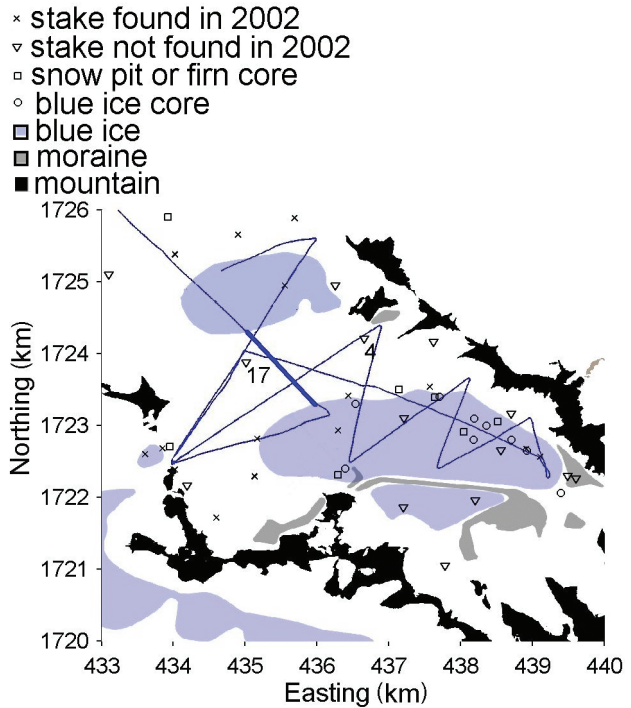 stake found in 2002
stake not found in 2002
snow pit or firn core
blue ice core
blue ice
moraine
mountain
1726
1725
1724
1723
1722
1721
1720
Northing (km)
4
17
433 434 435 436 437 438 439 440
Easting (km)